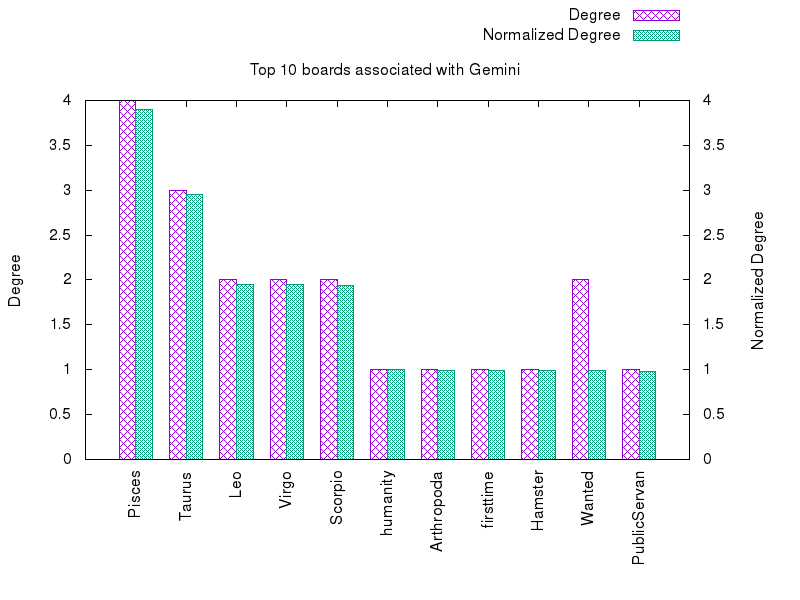 Degree
Normalized Degree
Top 10 boards associated with Gemini
4
3.5
3
2.5
2
1.5
1
0.5
0
4
3.5
3
2.5
2
1.5
1
0.5
0
Degree
Normalized Degree
Pisces
Taurus
Leo
Virgo
Scorpio
humanity
Arthropoda
firsttime
Hamster
Wanted
PublicServan